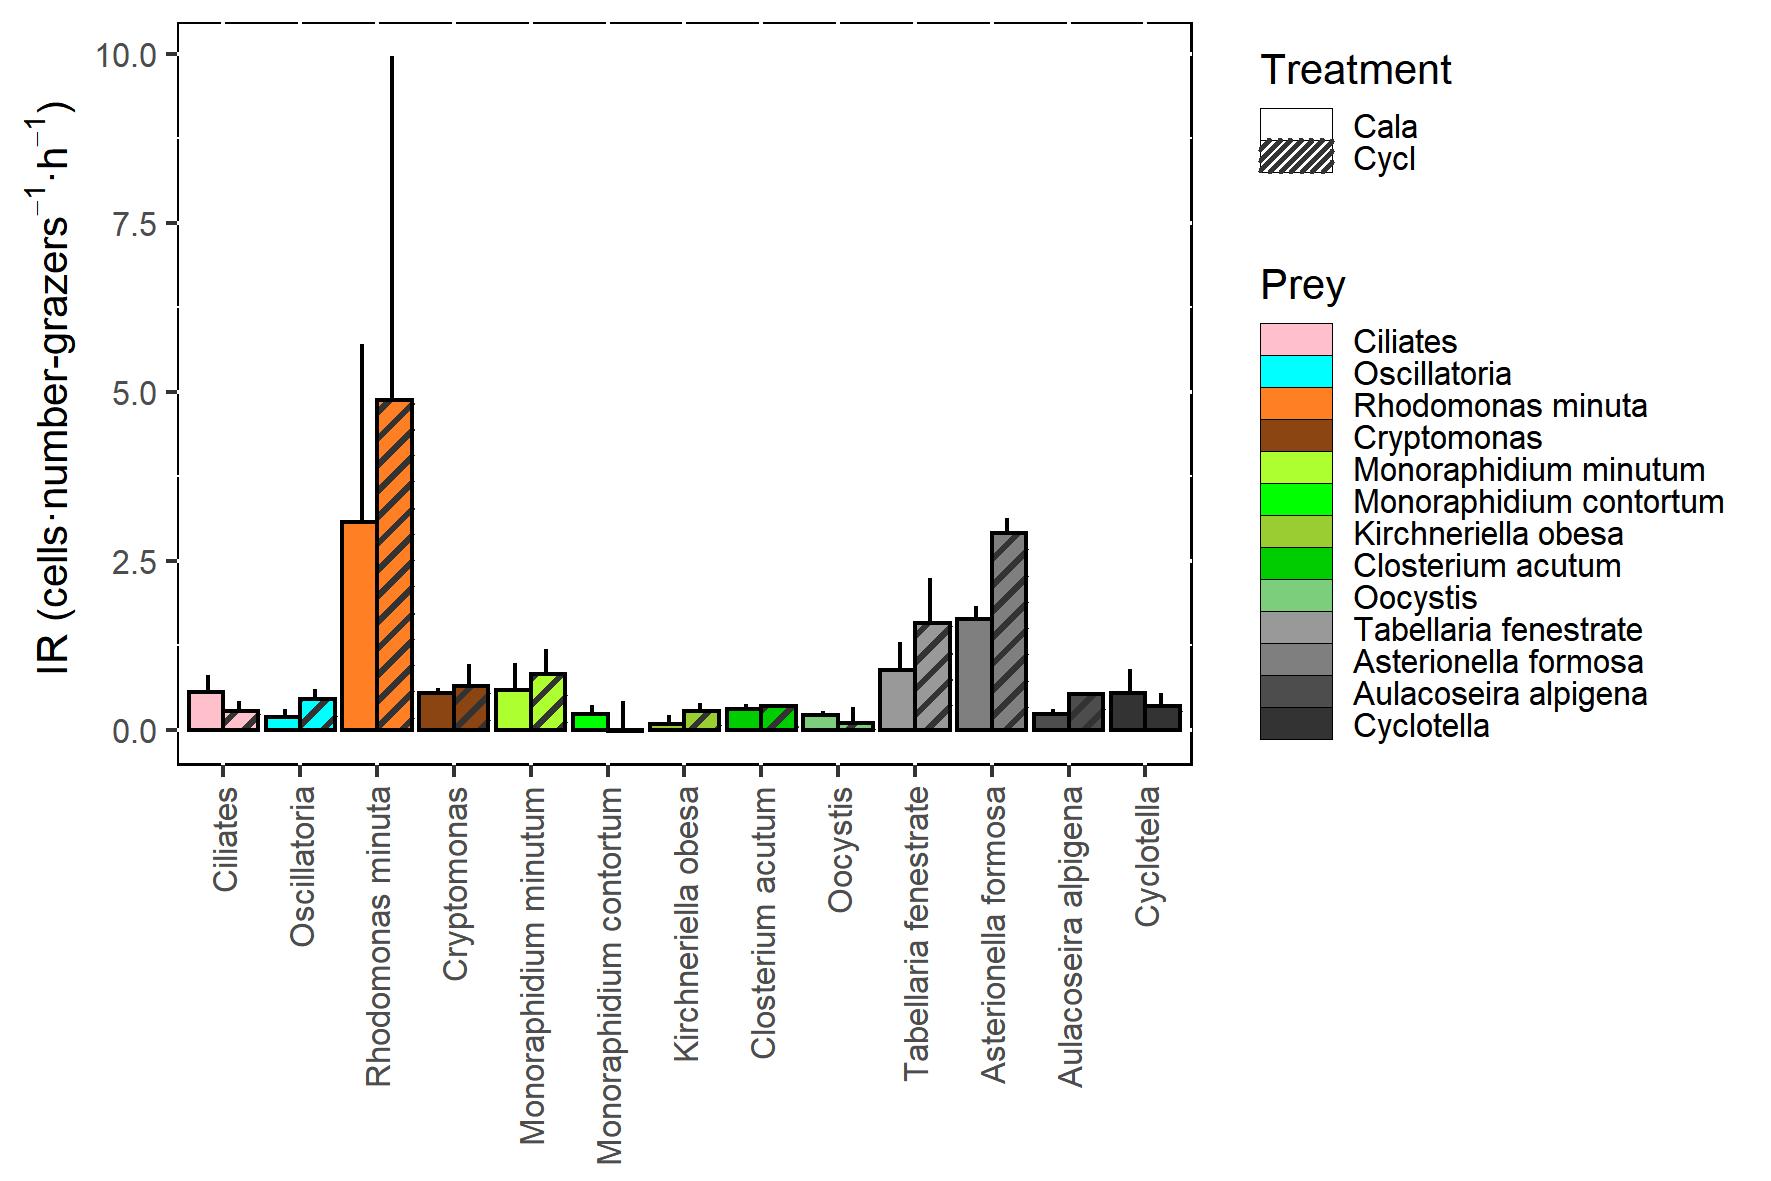 IR (cells·number-grazers⁻¹·h⁻¹)
10.0
7.5
5.0
2.5
0.0
Ciliates
Oscillatoria
Rhodomonas minuta
Cryptomonas
Monoraphidium minutum
Monoraphidium contortum
Kirchneriella obesa
Closterium acutum
Oocystis
Tabellaria fenestrate
Asterionella formosa
Aulacoseira alpigena
Cyclotella
Treatment
Cala
Cycl
Prey
Ciliates
Oscillatoria
Rhodomonas minuta
Cryptomonas
Monoraphidium minutum
Monoraphidium contortum
Kirchneriella obesa
Closterium acutum
Oocystis
Tabellaria fenestrate
Asterionella formosa
Aulacoseira alpigena
Cyclotella